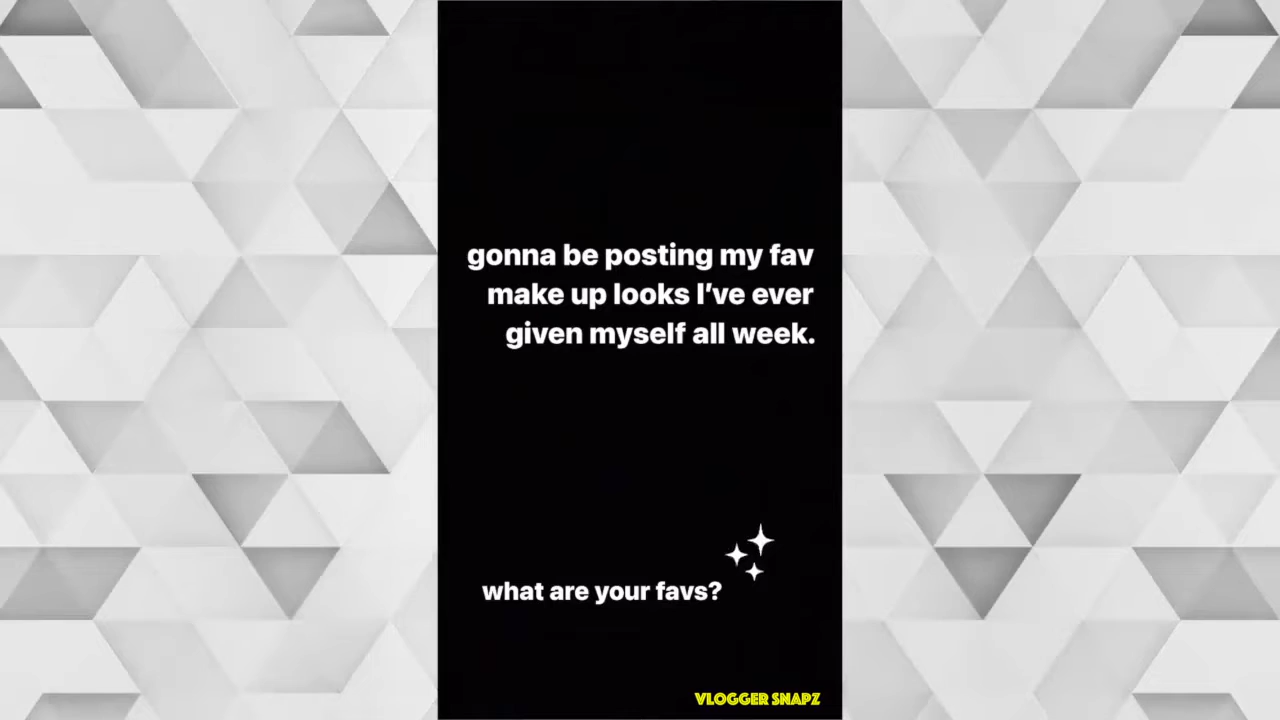 gonna be posting my fav
make up looks I’ve ever
given myself all week.
what are your favs?
VLOGGER SNAPZ